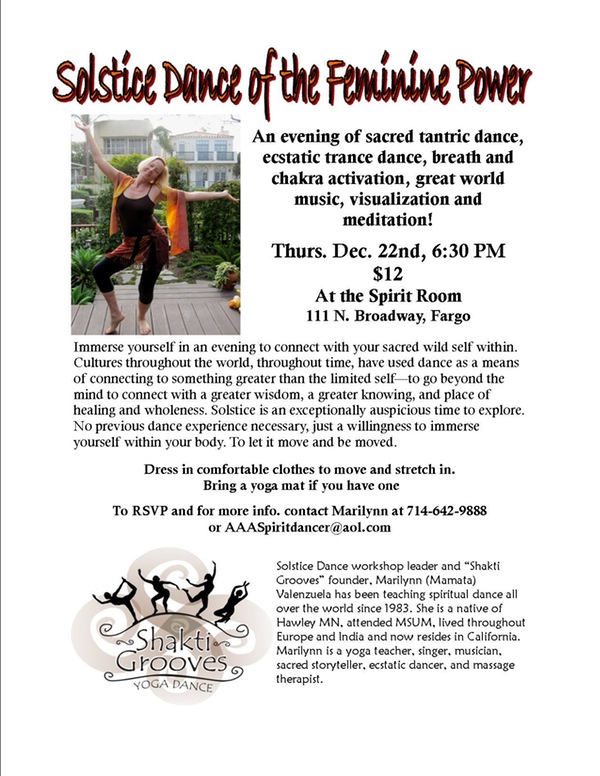 Solstice Dance of the Feminine Power
An evening of sacred tantric dance,
ecstatic trance dance, breath and
chakra activation, great world
music, visualization and
meditation!
Thurs. Dec. 22nd, 6:30 PM
$12
At the Spirit Room
111 N. Broadway, Fargo
Immerse yourself in an evening to connect with your sacred wild self within.
Cultures throughout the world, throughout time, have used dance as a means
of connecting to something greater than the limited self—to go beyond the
mind to connect with a greater wisdom, a greater knowing, and place of
healing and wholeness. Solstice is an exceptionally auspicious time to explore.
No previous dance experience necessary, just a willingness to immerse
yourself within your body. To let it move and be moved.
Dress in comfortable clothes to move and stretch in.
Bring a yoga mat if you have one
To RSVP and for more info. contact Marilynn at 714-642-9888
or AAASpiritdancer@aol.com
Solstice Dance workshop leader and “Shakti
Grooves” founder, Marilynn (Mamata)
Valenzuela has been teaching spiritual dance all
over the world since 1983. She is a native of
Hawley MN, attended MSUM, lived throughout
Europe and India and now resides in California.
Marilynn is a yoga teacher, singer, musician,
sacred storyteller, ecstatic dancer, and massage
therapist.
Shakti
Grooves
YOGA DANCE